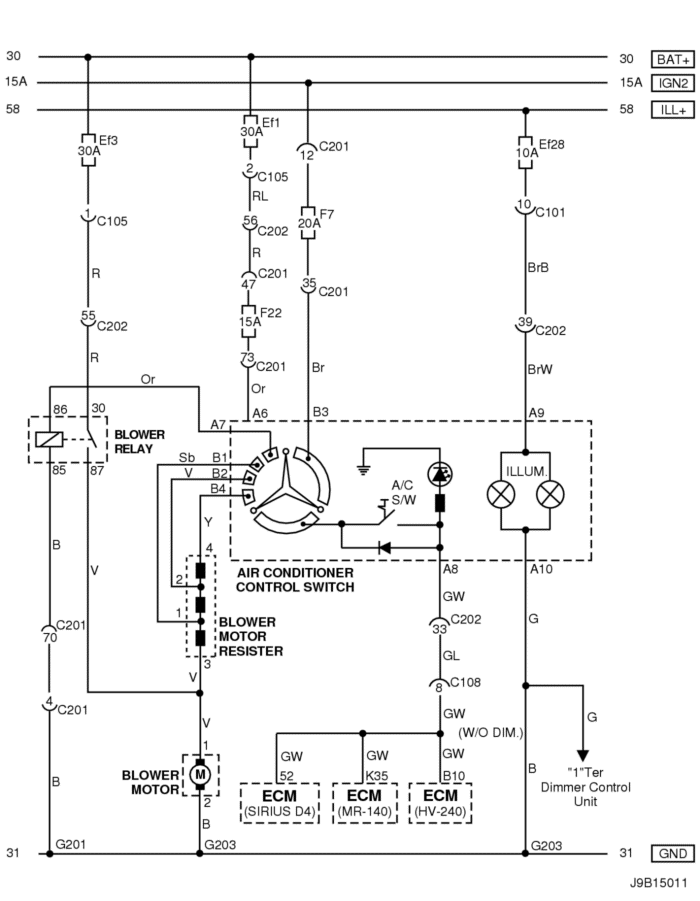 30 30 BAT+
15A 15A IGN2
58 58 ILL+
Ef3
30A
Ef1
30A
C201
12
Ef28
10A
2 C105
RL
1 C105
56 C202
F7
20A
10 C101
R
R
C201
47
35 C201
BrB
55 C202
F22
15A
39 C202
R
73 C201
Br
BrW
Or
Or
86 30
A6 B3 A9
A7
BLOWER
RELAY
Sb B1
V B2
B4
85 87
A/C
S/W
ILLUM.
Y
4
B
V
2
1
AIR CONDITIONER
CONTROL SWITCH
A8 A10
GW
BLOWER
MOTOR
RESISTER
C201
70
C202
33
G
3
V
GL
4 C201
C108
8
GW
(W/O DIM.)
G
V
1
GW GW GW
BLOWER
MOTOR
M
52 K35 B10
B
"1"Ter
Dimmer Control
Unit
B
ECM
(SIRIUS D4)
ECM
(MR-140)
ECM
(HV-240)
2
B
31 G201 G203 G203 31 GND
J9B15011